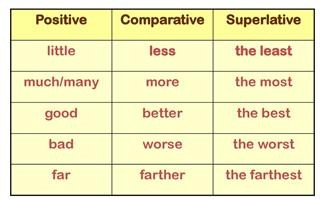 Positive Comparative Superlative
little less the least
much/many more the most
good better the best
bad worse the worst
far farther the farthest